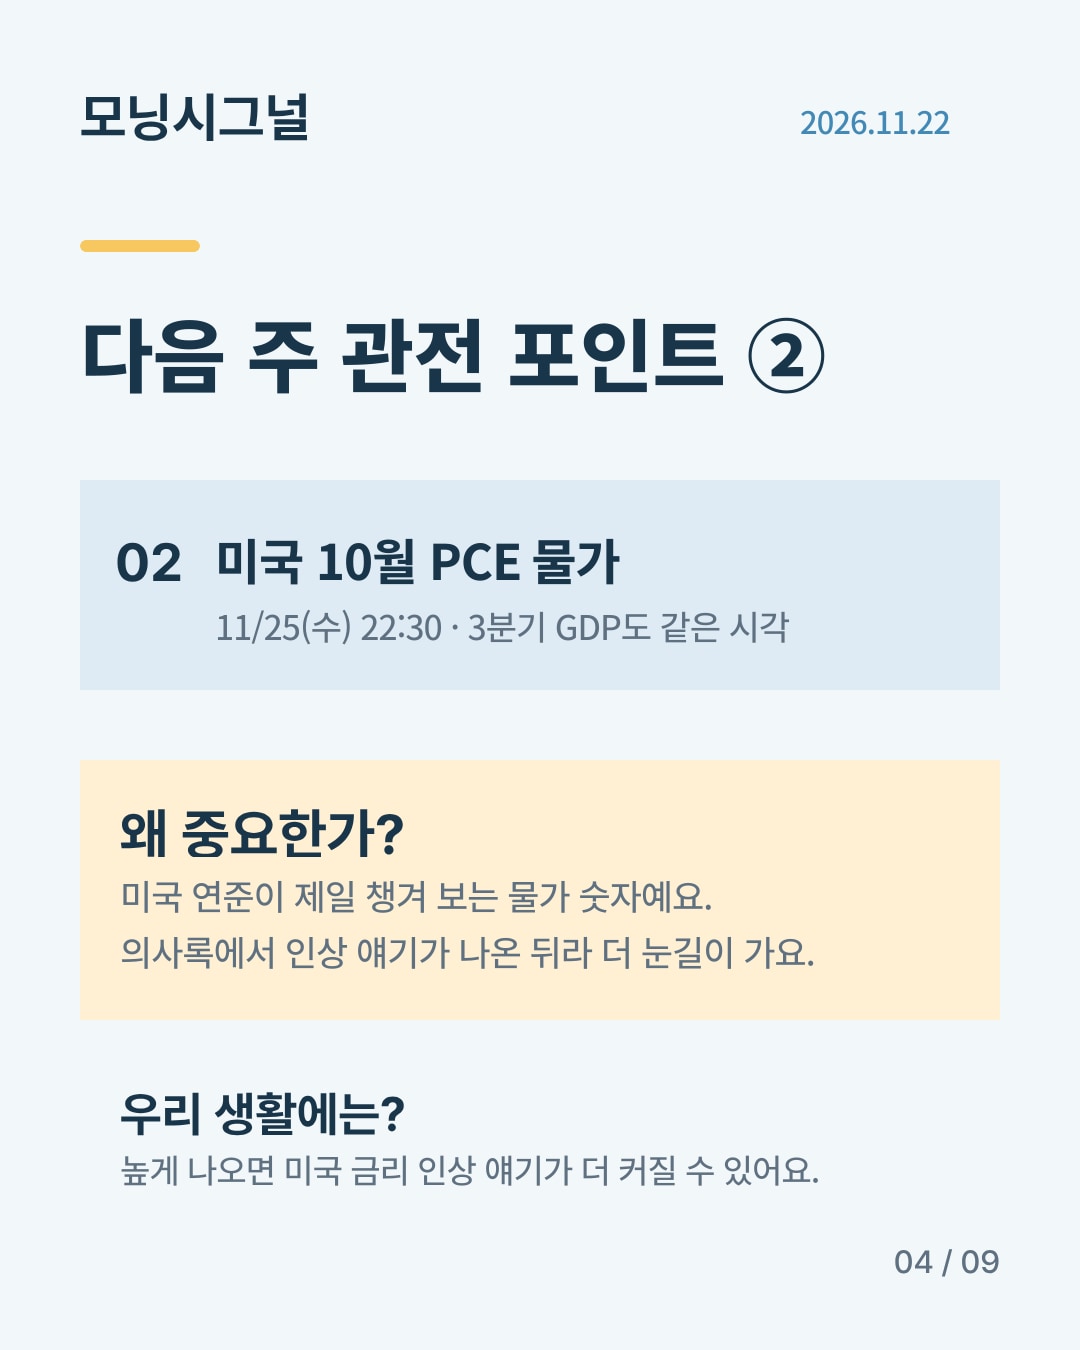 모닝시그널
2026.11.22
다음 주 관전 포인트 ②
02 미국 10월 PCE 물가
11/25(수) 22:30 · 3분기 GDP도 같은 시각
왜 중요한가?
미국 연준이 제일 챙겨 보는 물가 숫자예요.
의사록에서 인상 얘기가 나온 뒤라 더 눈길이 가요.
우리 생활에는?
높게 나오면 미국 금리 인상 얘기가 더 커질 수 있어요.
04 / 09